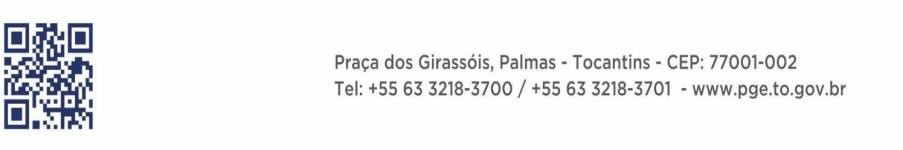 Praça dos Girassóis, Palmas - Tocantins - CEP: 77001-002
Tel: +55 63 3218-3700 / +55 63 3218-3701 - www.pge.to.gov.br